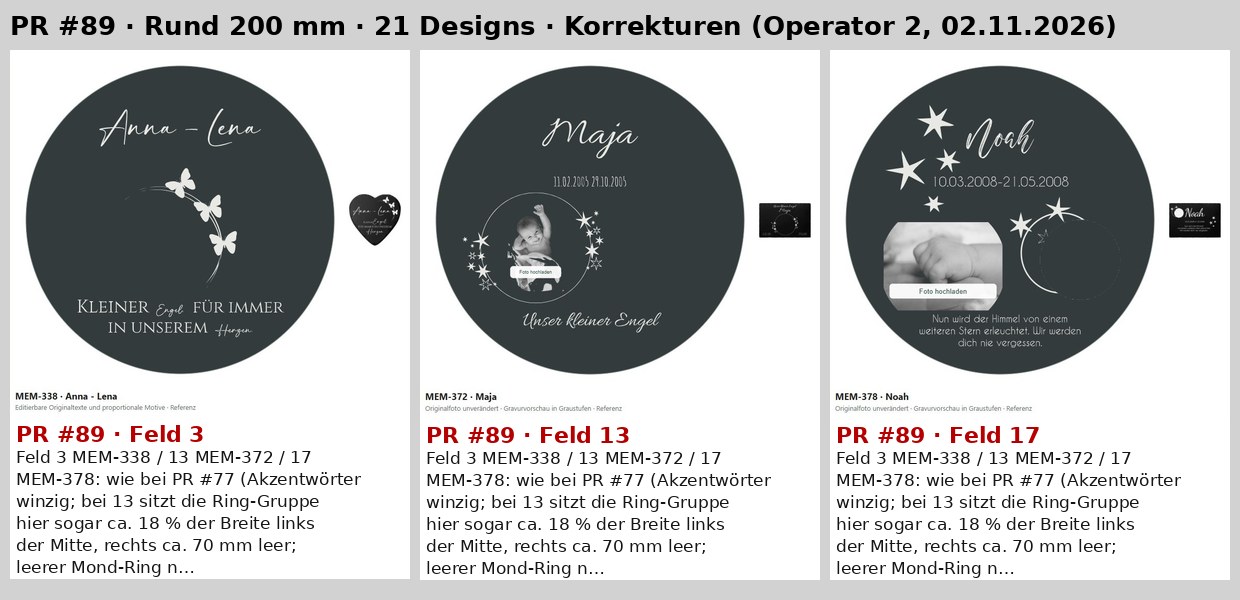 PR #89 · Rund 200 mm · 21 Designs · Korrekturen (Operator 2, 02.11.2026)
Anna – Lena
KLEINER Engel FÜR IMMER
IN UNSEREM Herzen
MEM-338 · Anna - Lena
Editierbare Originaltexte und proportionale Motive · Referenz
PR #89 · Feld 3
Feld 3 MEM-338 / 13 MEM-372 / 17
MEM-378: wie bei PR #77 (Akzentwörter
winzig; bei 13 sitzt die Ring-Gruppe
hier sogar ca. 18 % der Breite links
der Mitte, rechts ca. 70 mm leer;
leerer Mond-Ring n...
Maja
11.02.2005 29.10.2005
Foto hochladen
Unser kleiner Engel
MEM-372 · Maja
Originalfoto unverändert · Gravurvorschau in Graustufen · Referenz
PR #89 · Feld 13
Feld 3 MEM-338 / 13 MEM-372 / 17
MEM-378: wie bei PR #77 (Akzentwörter
winzig; bei 13 sitzt die Ring-Gruppe
hier sogar ca. 18 % der Breite links
der Mitte, rechts ca. 70 mm leer;
leerer Mond-Ring n...
Noah
10.03.2008-21.05.2008
Foto hochladen
Nun wird der Himmel von einem
weiteren Stern erleuchtet. Wir werden
dich nie vergessen.
Noah
MEM-378 · Noah
Originalfoto unverändert · Gravurvorschau in Graustufen · Referenz
PR #89 · Feld 17
Feld 3 MEM-338 / 13 MEM-372 / 17
MEM-378: wie bei PR #77 (Akzentwörter
winzig; bei 13 sitzt die Ring-Gruppe
hier sogar ca. 18 % der Breite links
der Mitte, rechts ca. 70 mm leer;
leerer Mond-Ring n...